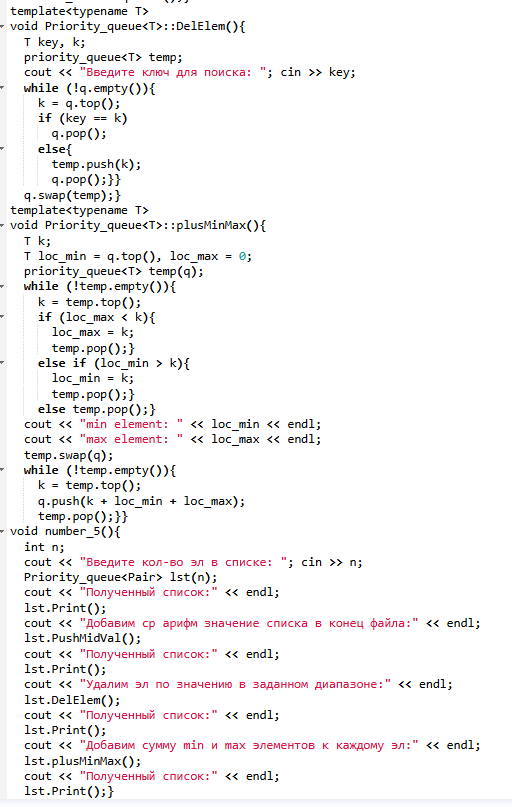 template<typename T>
void Priority_queue<T>::DelElem(){
  T key, k;
  priority_queue<T> temp;
  cout << "Введите ключ для поиска: "; cin >> key;
  while (!q.empty()){
    k = q.top();
    if (key == k)
      q.pop();
    else{
      temp.push(k);
      q.pop();}}
  q.swap(temp);}
template<typename T>
void Priority_queue<T>::plusMinMax(){
  T k;
  T loc_min = q.top(), loc_max = 0;
  priority_queue<T> temp(q);
  while (!temp.empty()){
    k = temp.top();
    if (loc_max < k){
      loc_max = k;
      temp.pop();}
    else if (loc_min > k){
      loc_min = k;
      temp.pop();}
    else temp.pop();}
  cout << "min element: " << loc_min << endl;
  cout << "max element: " << loc_max << endl;
  temp.swap(q);
  while (!temp.empty()){
    k = temp.top();
    q.push(k + loc_min + loc_max);
    temp.pop();}}
void number_5(){
  int n;
  cout << "Введите кол-во эл в списке: "; cin >> n;
  Priority_queue<Pair> lst(n);
  cout << "Полученный список:" << endl;
  lst.Print();
  cout << "Добавим ср арифм значение списка в конец файла:" << endl;
  lst.PushMidVal();
  cout << "Полученный список:" << endl;
  lst.Print();
  cout << "Удалим эл по значению в заданном диапазоне:" << endl;
  lst.DelElem();
  cout << "Полученный список:" << endl;
  lst.Print();
  cout << "Добавим сумму min и max элементов к каждому эл:" << endl;
  lst.plusMinMax();
  cout << "Полученный список:" << endl;
  lst.Print();}